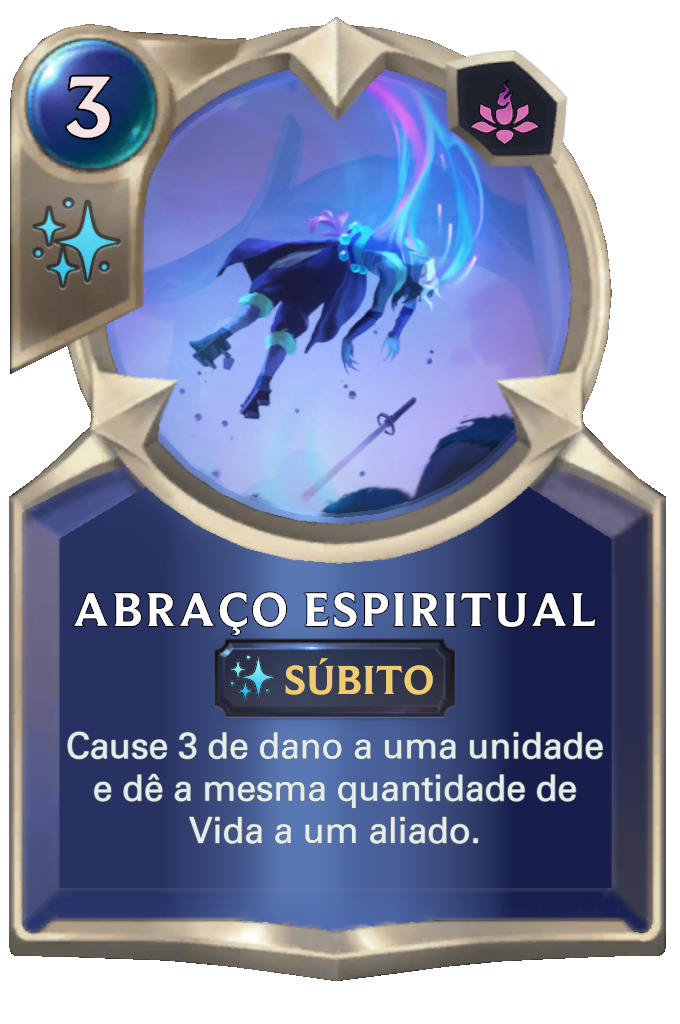 3
ABRAÇO ESPIRITUAL
SÚBITO
Cause 3 de dano a uma unidade
e dê a mesma quantidade de
Vida a um aliado.